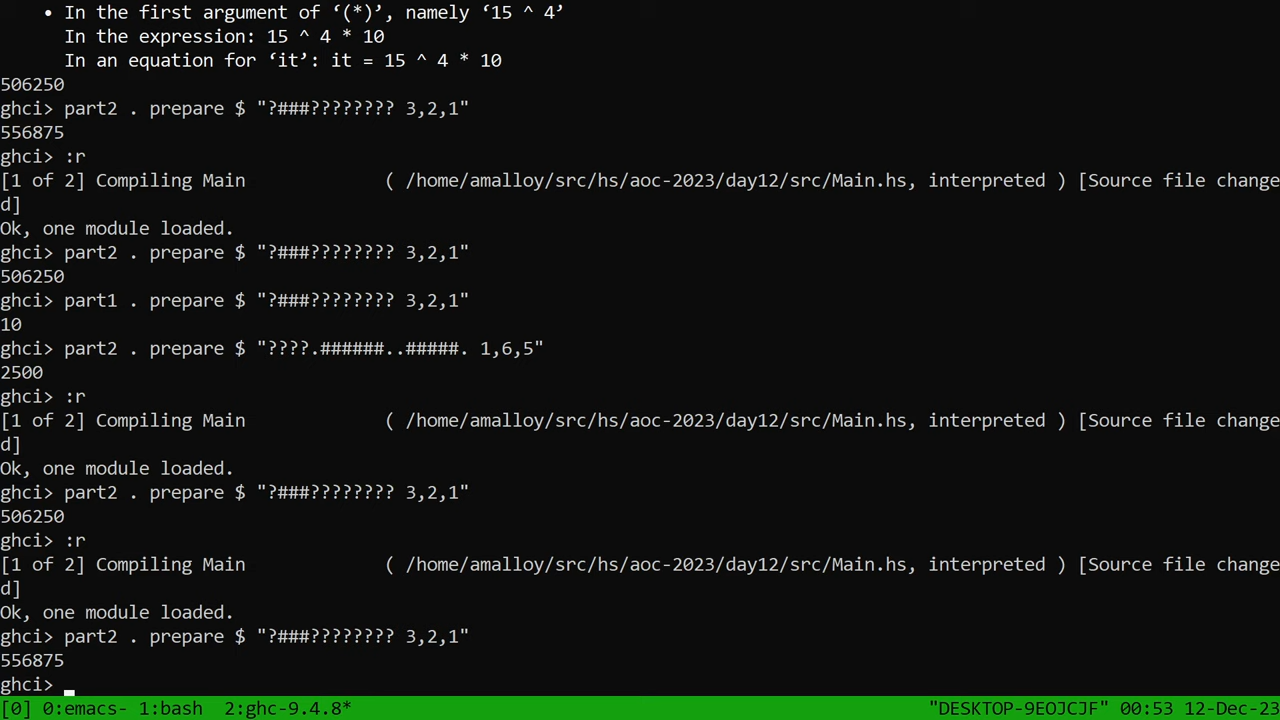 • In the first argument of ‘(*)’, namely ‘15 ^ 4’
In the expression: 15 ^ 4 * 10
In an equation for ‘it’: it = 15 ^ 4 * 10
506250
ghci> part2 . prepare $ "?###???????? 3,2,1"
556875
ghci> :r
[1 of 2] Compiling Main             ( /home/amalloy/src/hs/aoc-2023/day12/src/Main.hs, interpreted ) [Source file change
d]
Ok, one module loaded.
ghci> part2 . prepare $ "?###???????? 3,2,1"
506250
ghci> part1 . prepare $ "?###???????? 3,2,1"
10
ghci> part2 . prepare $ "????.######..#####. 1,6,5"
2500
ghci> :r
[1 of 2] Compiling Main             ( /home/amalloy/src/hs/aoc-2023/day12/src/Main.hs, interpreted ) [Source file change
d]
Ok, one module loaded.
ghci> part2 . prepare $ "?###???????? 3,2,1"
506250
ghci> :r
[1 of 2] Compiling Main             ( /home/amalloy/src/hs/aoc-2023/day12/src/Main.hs, interpreted ) [Source file change
d]
Ok, one module loaded.
ghci> part2 . prepare $ "?###???????? 3,2,1"
556875
ghci>
[0] 0:emacs- 1:bash  2:ghc-9.4.8* "DESKTOP-9EOJCJF" 00:53 12-Dec-23